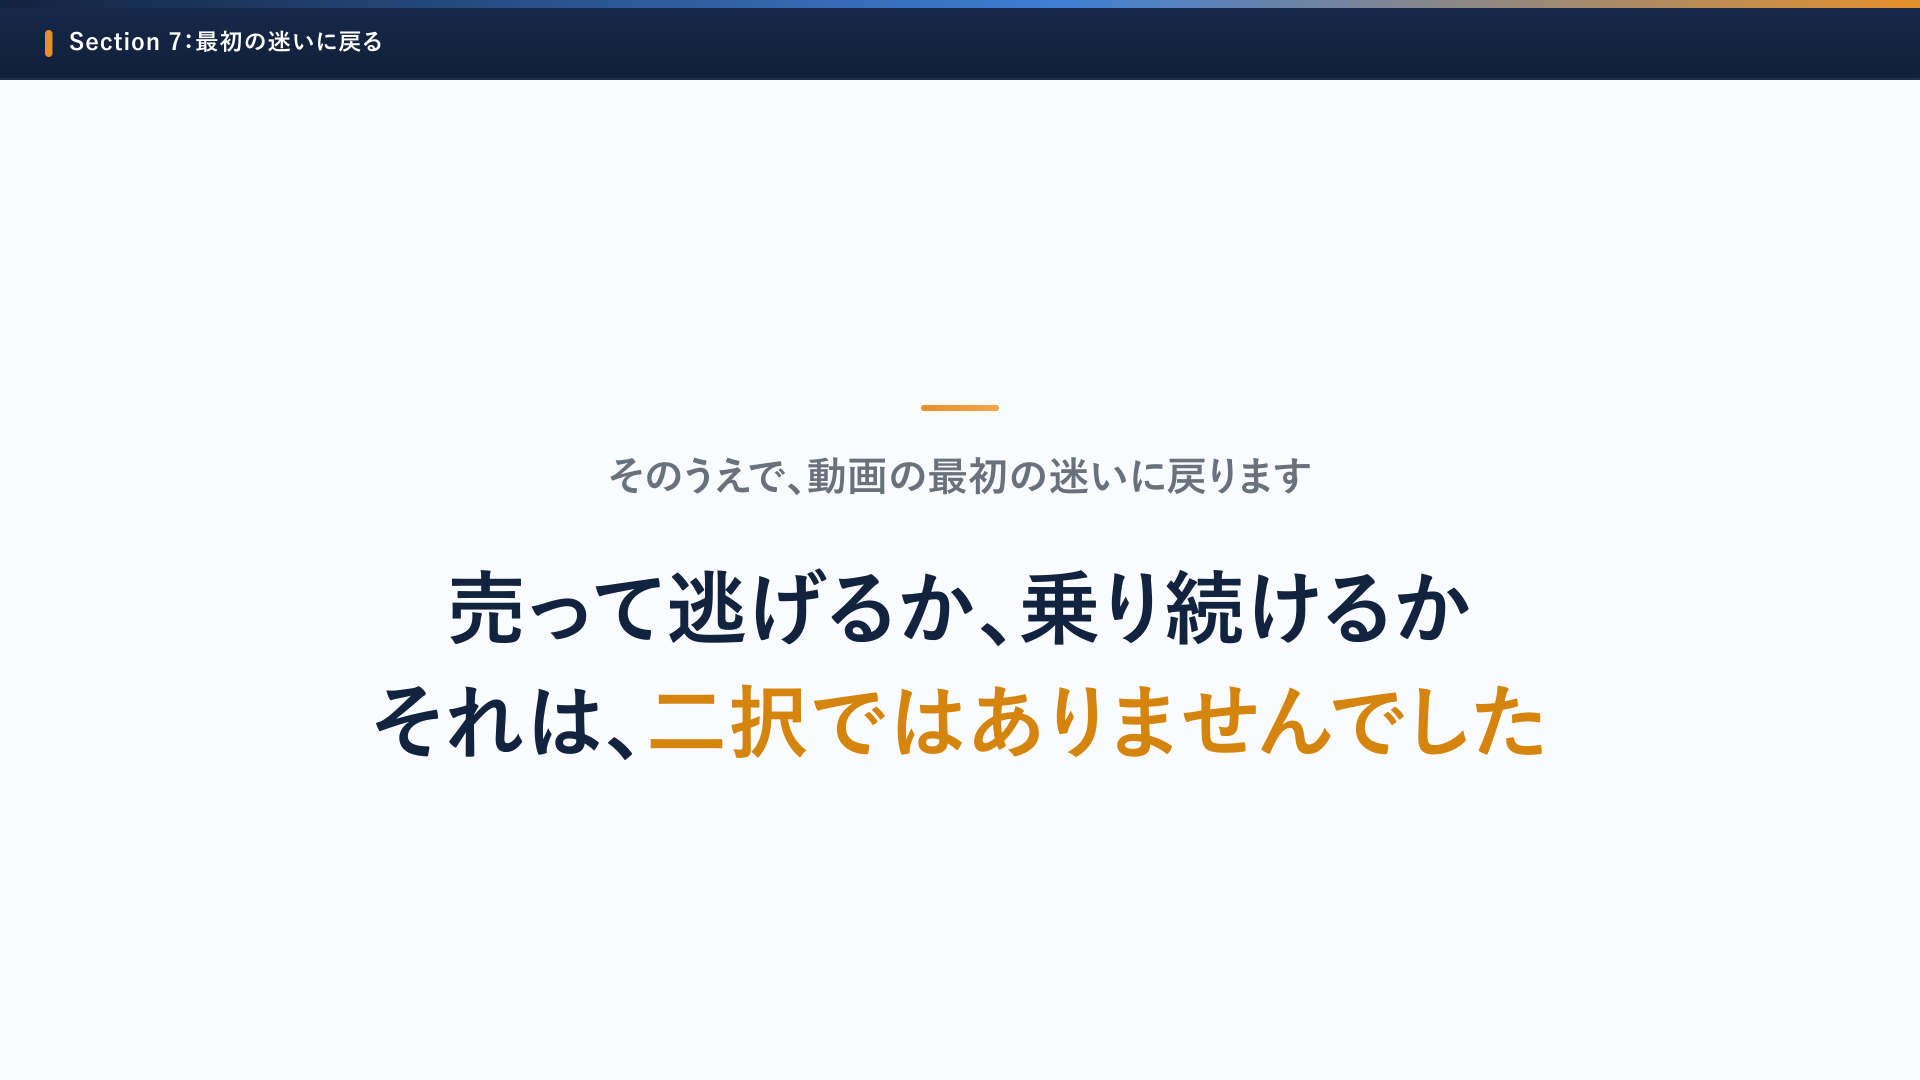 Section 7：最初の迷いに戻る
そのうえで、動画の最初の迷いに戻ります
売って逃げるか、乗り続けるか
それは、二択ではありませんでした